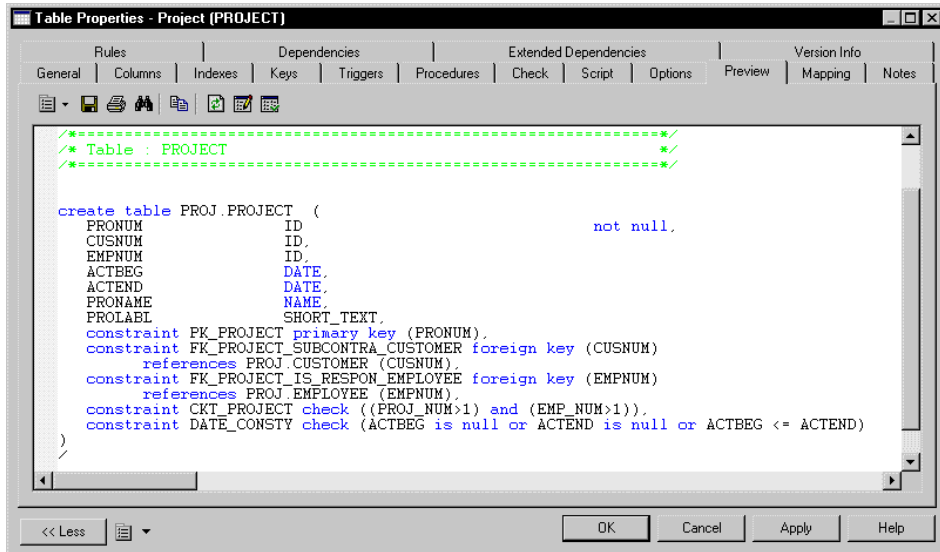 Table Properties - Project (PROJECT)
Rules Dependencies Extended Dependencies Version Info
General Columns Indexes Keys Triggers Procedures Check Script Options Preview Mapping Notes
/*==============================================================*/
/* Table : PROJECT */
/*==============================================================*/
create table PROJ.PROJECT (
PRONUM ID not null,
CUSNUM ID,
EMPNUM ID,
ACTBEG DATE,
ACTEND DATE,
PRONAME NAME,
PROLABL SHORT_TEXT,
constraint PK_PROJECT primary key (PRONUM),
constraint FK_PROJECT_SUBCONTRA_CUSTOMER foreign key (CUSNUM)
references PROJ.CUSTOMER (CUSNUM),
constraint FK_PROJECT_IS_RESPON_EMPLOYEE foreign key (EMPNUM)
references PROJ.EMPLOYEE (EMPNUM),
constraint CKT_PROJECT check ((PROJ_NUM>1) and (EMP_NUM>1)),
constraint DATE_CONSTY check (ACTBEG is null or ACTEND is null or ACTBEG <= ACTEND)
)
/
<< Less OK Cancel Apply Help